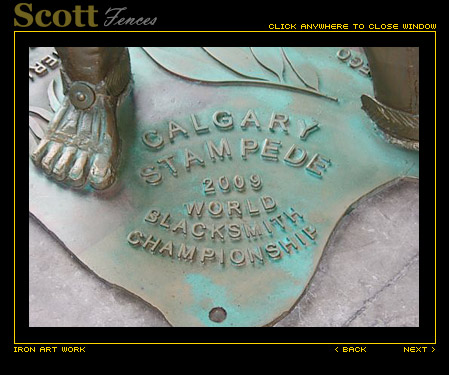 Scott Fences
CLICK ANYWHERE TO CLOSE WINDOW
CALGARY
STAMPEDE
2009
WORLD
BLACKSMITH
CHAMPIONSHIP
IRON ART WORK
< BACK
NEXT >